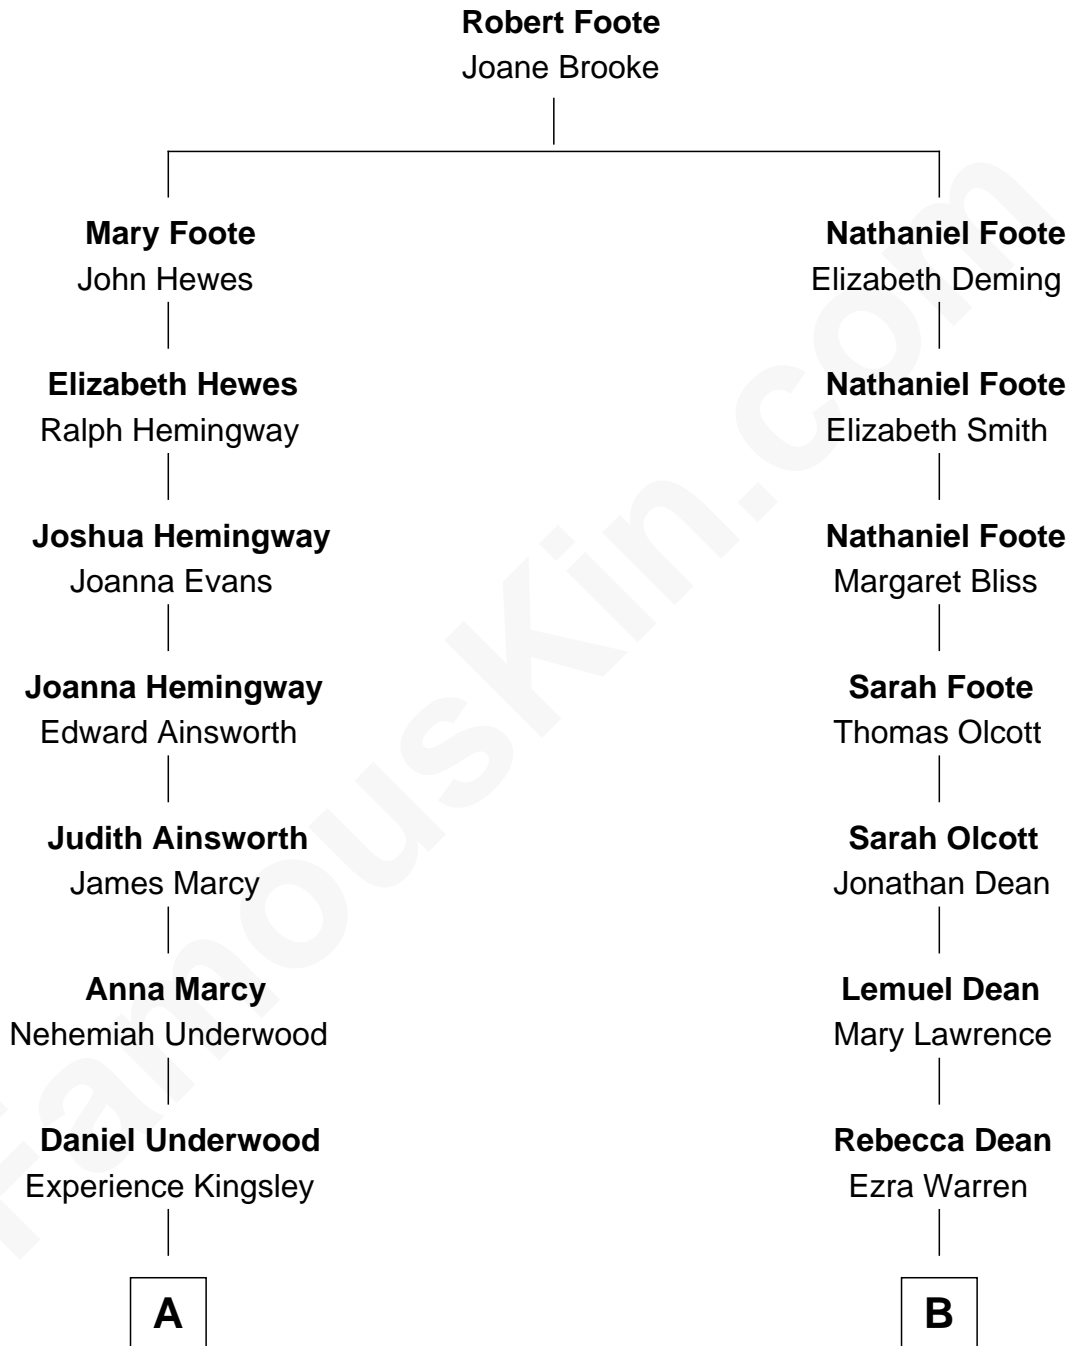 Robert Foote
Joane Brooke
Mary Foote
John Hewes
Nathaniel Foote
Elizabeth Deming
Elizabeth Hewes
Ralph Hemingway
Nathaniel Foote
Elizabeth Smith
Joshua Hemingway
Joanna Evans
Nathaniel Foote
Margaret Bliss
Joanna Hemingway
Edward Ainsworth
Sarah Foote
Thomas Olcott
Judith Ainsworth
James Marcy
Sarah Olcott
Jonathan Dean
Anna Marcy
Nehemiah Underwood
Lemuel Dean
Mary Lawrence
Daniel Underwood
Experience Kingsley
Rebecca Dean
Ezra Warren
A
B
FamousKin.com